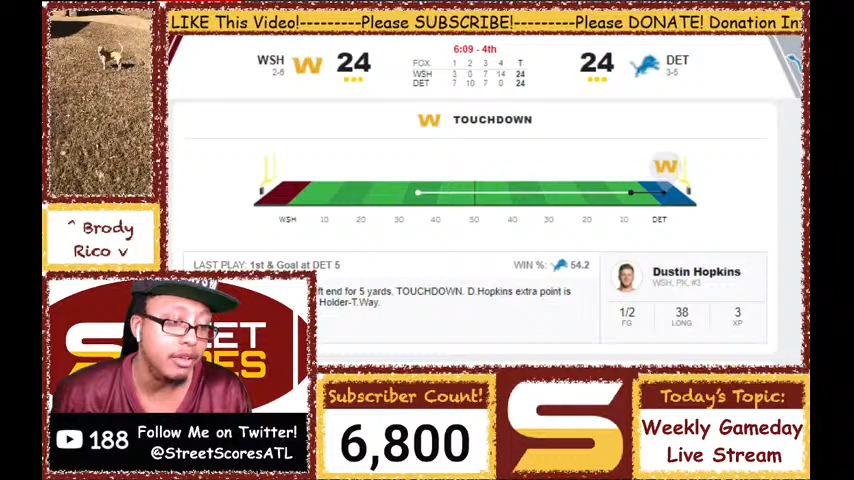 LIKE This Video!---------Please SUBSCRIBE!---------Please DONATE! Donation In
6:09 - 4th
WSH W 24
2-6
FOX 1 2 3 4 T
WSH 3 0 7 14 24
DET 7 10 7 0 24
24 DET
3-5
W TOUCHDOWN
W
WSH 10 20 30 40 50 40 30 20 10 DET
LAST PLAY: 1st & Goal at DET 5
WIN %: 54.2
ft end for 5 yards, TOUCHDOWN. D.Hopkins extra point is
Holder-T.Way.
Dustin Hopkins
WSH, PK, #3
1/2 38 3
FG LONG XP
^ Brody
Rico v
STREET
SCORES
188 Follow Me on Twitter!
@StreetScoresATL
Subscriber Count!
6,800
S
Today's Topic:
Weekly Gameday
Live Stream